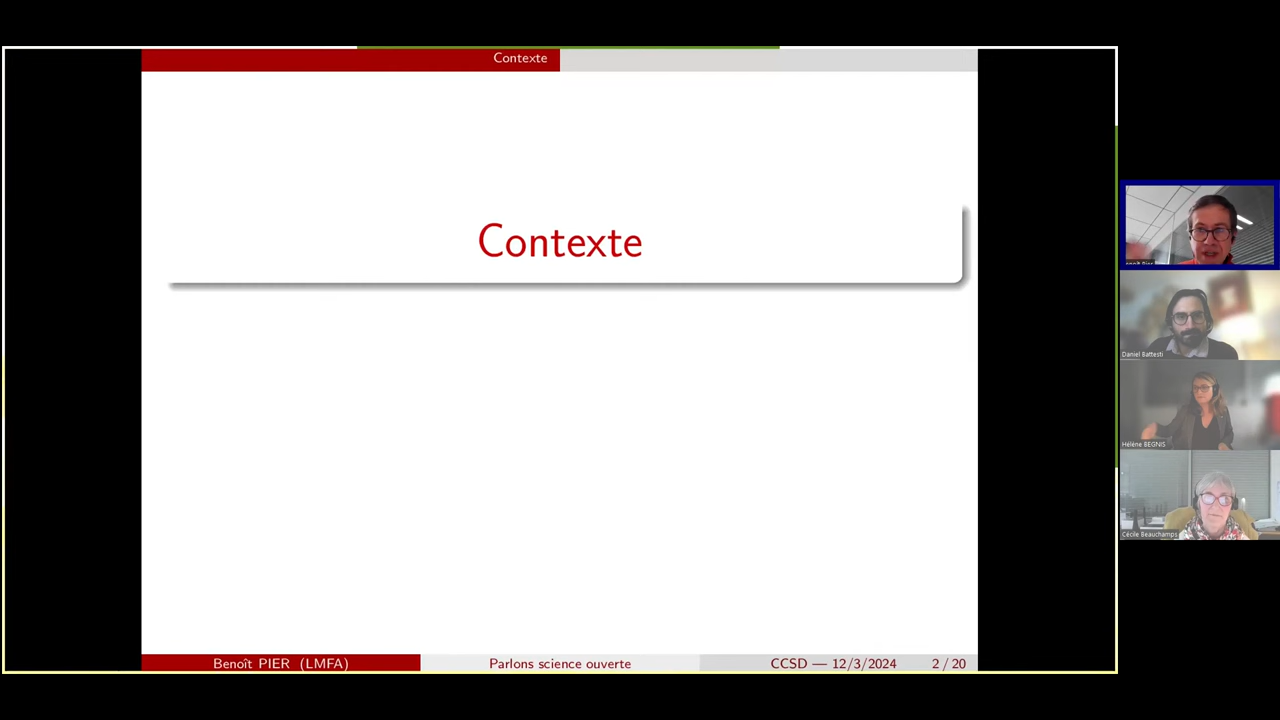 Contexte
Contexte
Benoît PIER (LMFA)
Parlons science ouverte
CCSD — 12/3/2024
2 / 20
Daniel Battesti
Hélène BEGNIS
Cécile Beauchamps